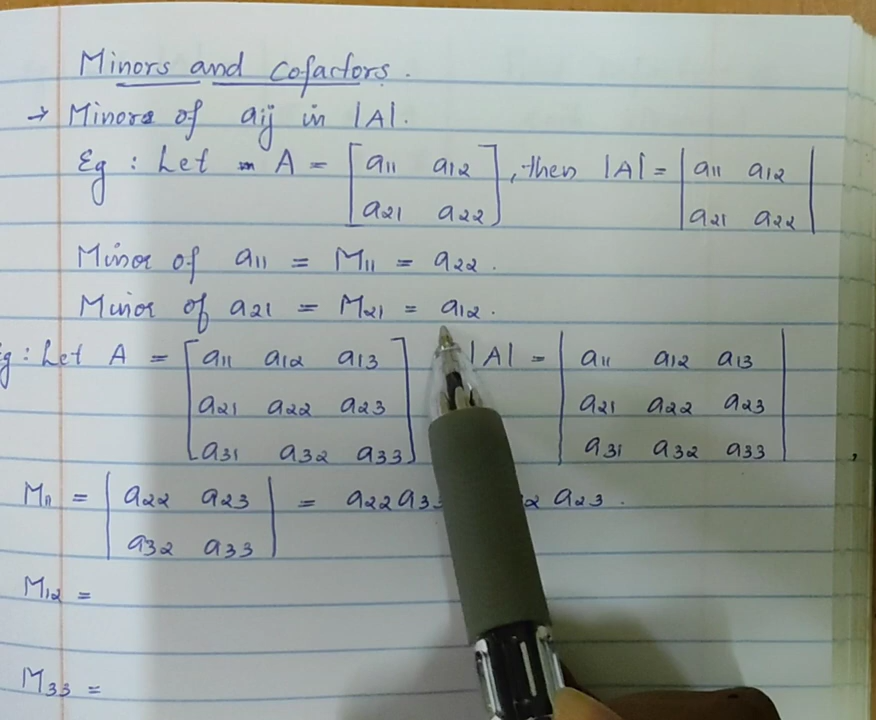 Minors and cofactors.
→ Minors of aij in |A|.
Eg : Let A = [a11 a12], then |A| = |a11 a12|
[a21 a22] |a21 a22|
Minor of a11 = M11 = a22.
Minor of a21 = M21 = a12.
g : Let A = [a11 a12 a13] |A| = |a11 a12 a13|
[a21 a22 a23] |a21 a22 a23|
[a31 a32 a33] |a31 a32 a33| ,
M11 = |a22 a23| = a22 a33 a23.
|a32 a33|
M12 =
M33 =